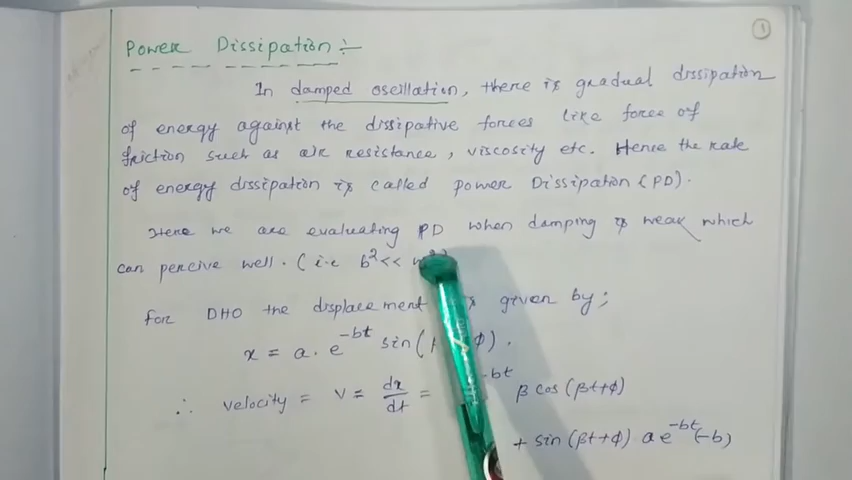 1
Power Dissipation :-
In damped oscillation, there is gradual dissipation
of energy against the dissipative forces like force of
friction such as air resistance, viscosity etc. Hence the rate
of energy dissipation is called power Dissipation (PD).
Here we are evaluating PD when damping is weak which
can percive well. (i.e b² <<
for DHO the displacement is given by;
x = a. e^-bt sin( φ).
∴ velocity = v = dx/dt = -bt β cos (βt+φ)
+ sin (βt+φ) a e^-bt (-b)